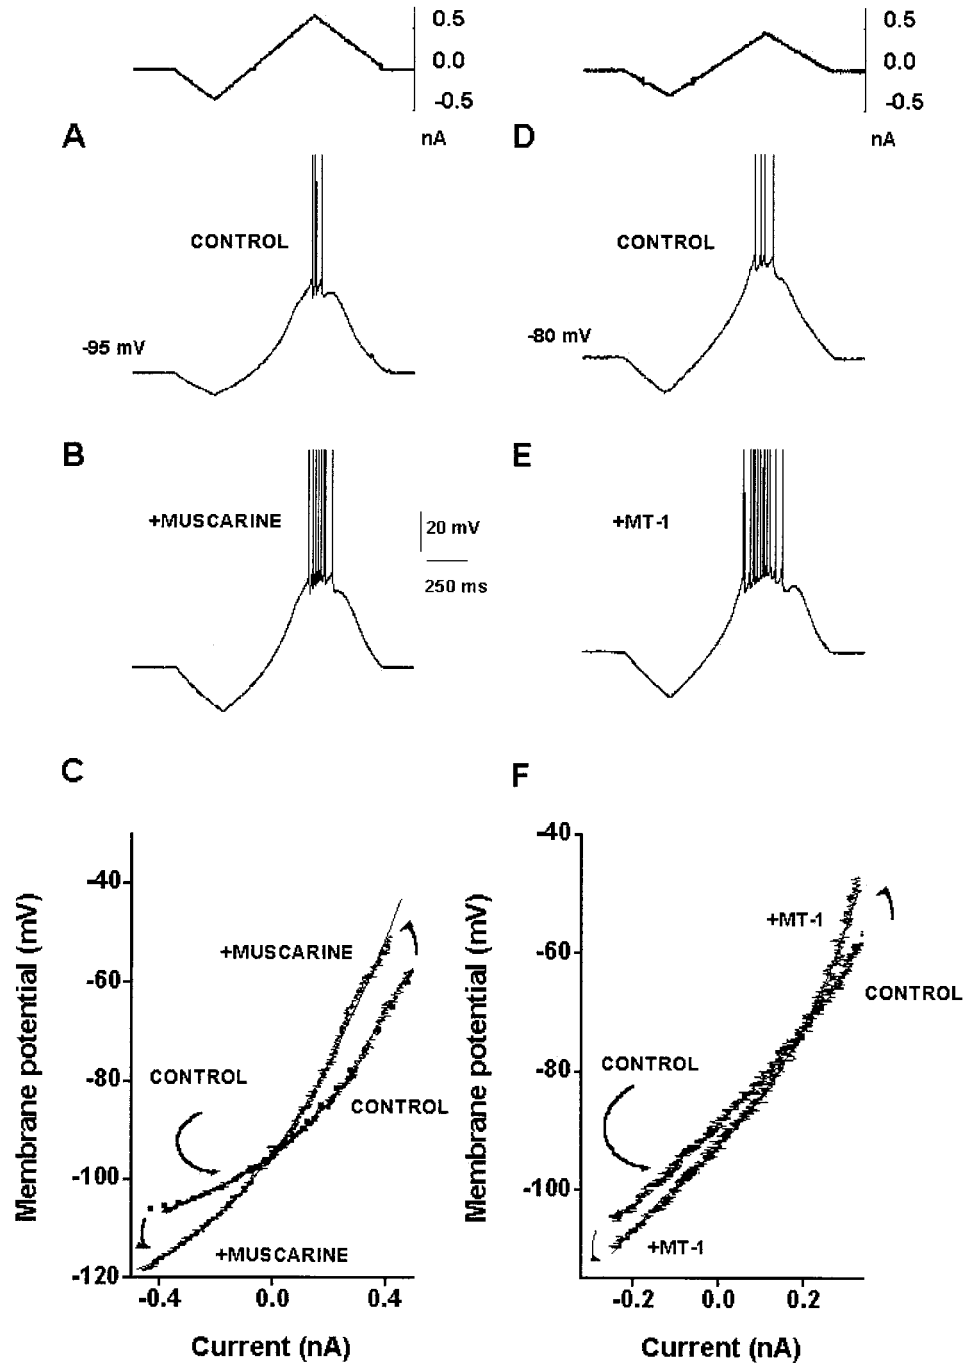 0.5
0.0
-0.5
nA
0.5
0.0
-0.5
nA
A
CONTROL
-95 mV
D
CONTROL
-80 mV
B
+MUSCARINE
20 mV
250 ms
E
+MT-1
C
Membrane potential (mV)
-40
-60
-80
-100
-120
+MUSCARINE
CONTROL
CONTROL
+MUSCARINE
-0.4
0.0
0.4
Current (nA)
F
Membrane potential (mV)
-40
-60
-80
-100
+MT-1
CONTROL
CONTROL
+MT-1
-0.2
0.0
0.2
Current (nA)